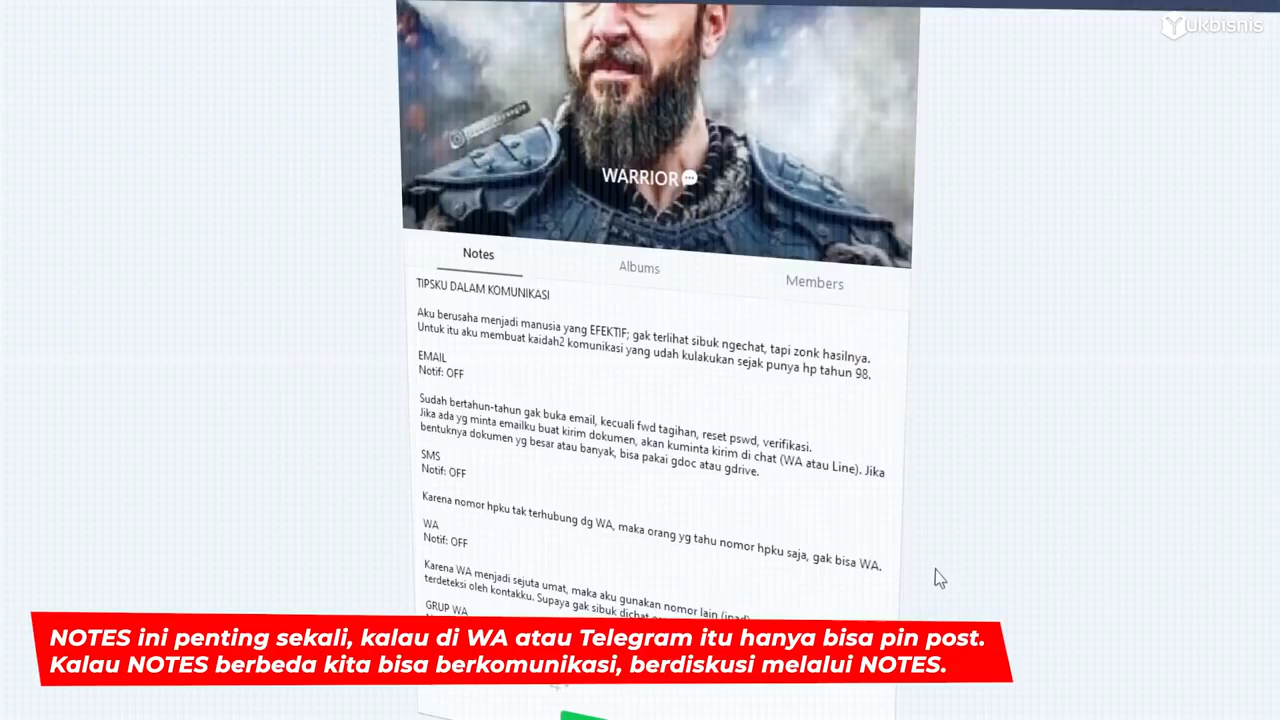 Yukbisnis
WARRIOR
Notes
Albums
Members
TIPSKU DALAM KOMUNIKASI
Aku berusaha menjadi manusia yang EFEKTIF; gak terlihat sibuk ngechat, tapi zonk hasilnya.
Untuk itu aku membuat kaidah2 komunikasi yang udah kulakukan sejak punya hp tahun 98.
EMAIL
Notif: OFF
Sudah bertahun-tahun gak buka email, kecuali fwd tagihan, reset pswd, verifikasi.
Jika ada yg minta emailku buat kirim dokumen, akan kuminta kirim di chat (WA atau Line). Jika
bentuknya dokumen yg besar atau banyak, bisa pakai gdoc atau gdrive.
SMS
Notif: OFF
Karena nomor hpku tak terhubung dg WA, maka orang yg tahu nomor hpku saja, gak bisa WA.
WA
Notif: OFF
Karena WA menjadi sejuta umat, maka aku gunakan nomor lain (ipad)
terdeteksi oleh kontakku. Supaya gak sibuk dichat
GRUP WA
NOTES ini penting sekali, kalau di WA atau Telegram itu hanya bisa pin post.
Kalau NOTES berbeda kita bisa berkomunikasi, berdiskusi melalui NOTES.